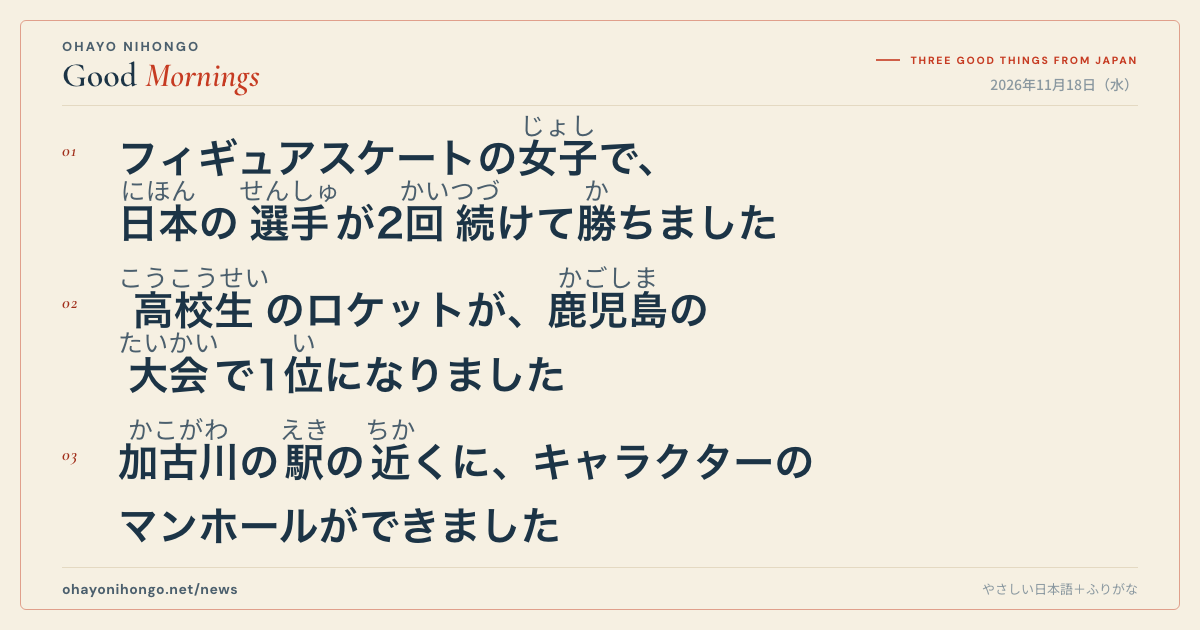 OHAYO NIHONGO
Good Mornings
THREE GOOD THINGS FROM JAPAN
2026年11月18日（水）
01
じょし
フィギュアスケートの女子で、
にほん せんしゅ かいつづ か
日本の選手が2回続けて勝ちました
02
こうこうせい かごしま
高校生のロケットが、鹿児島の
たいかい い
大会で1位になりました
03
かこがわ えき ちか
加古川の駅の近くに、キャラクターの
マンホールができました
ohayonihongo.net/news
やさしい日本語＋ふりがな